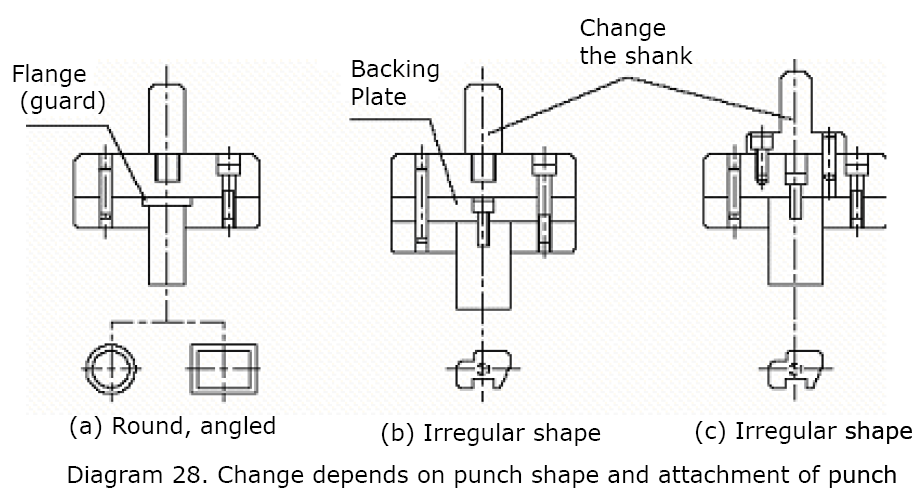 Change
the shank
Flange
(guard)
Backing
Plate
(a) Round, angled
(b) Irregular shape
(c) Irregular shape
Diagram 28. Change depends on punch shape and attachment of punch